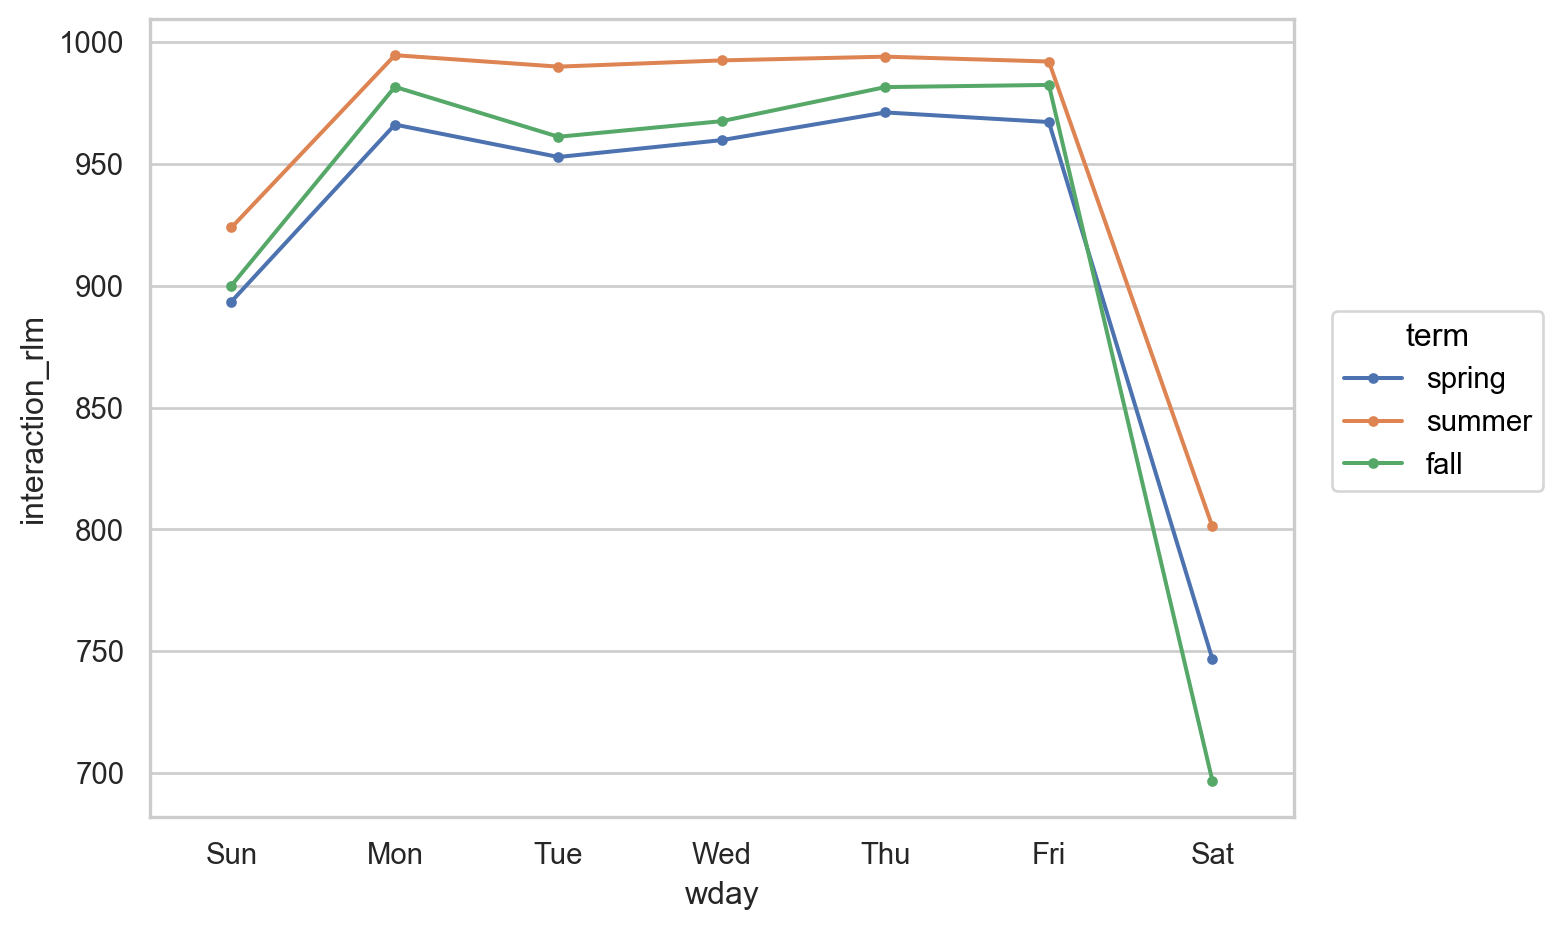 1000
950
900
850
800
750
700
interaction_rlm
Sun Mon Tue Wed Thu Fri Sat
wday
term
spring
summer
fall